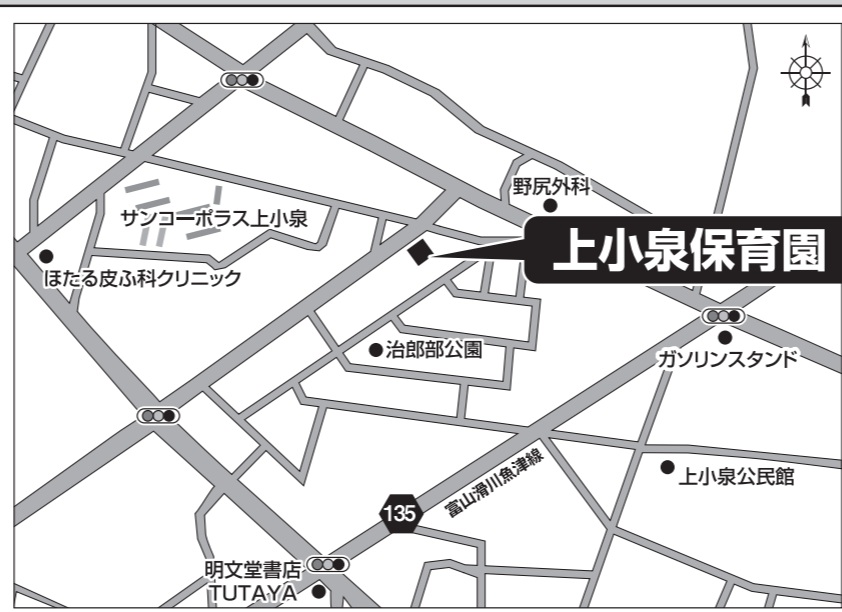 野尻外科
サンコーポラス上小泉
上小泉保育園
ほたる皮ふ科クリニック
治郎部公園
ガソリンスタンド
上小泉公民館
富山滑川魚津線
135
明文堂書店
TUTAYA